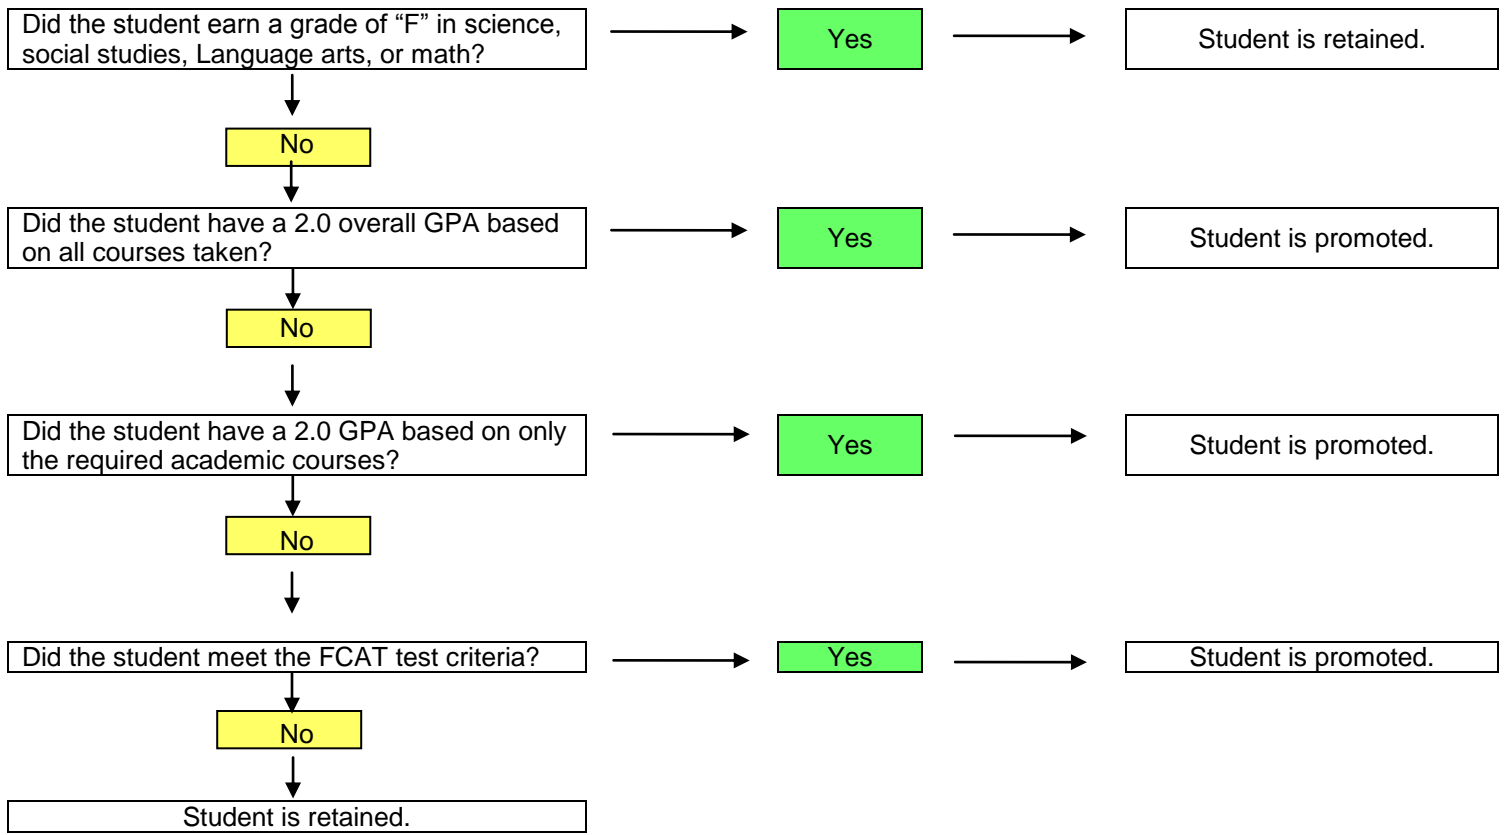 Did the student earn a grade of “F” in science,
social studies, Language arts, or math?
Yes
Student is retained.
No
Did the student have a 2.0 overall GPA based
on all courses taken?
Yes
Student is promoted.
No
Did the student have a 2.0 GPA based on only
the required academic courses?
Yes
Student is promoted.
No
Did the student meet the FCAT test criteria?
Yes
Student is promoted.
No
Student is retained.